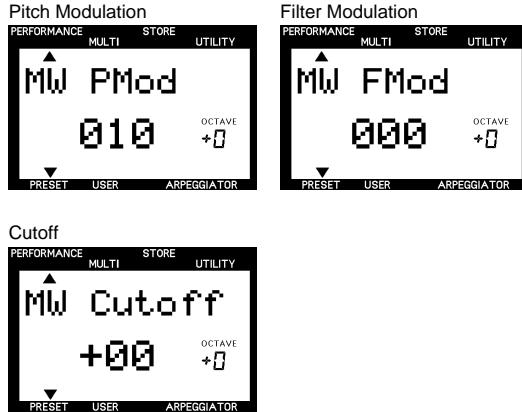 Pitch Modulation
PERFORMANCE MULTI STORE UTILITY
MW PMod
010 OCTAVE +0
PRESET USER ARPEGGIATOR
Filter Modulation
PERFORMANCE MULTI STORE UTILITY
MW FMod
000 OCTAVE +0
PRESET USER ARPEGGIATOR
Cutoff
PERFORMANCE MULTI STORE UTILITY
MW Cutoff
+00 OCTAVE +0
PRESET USER ARPEGGIATOR